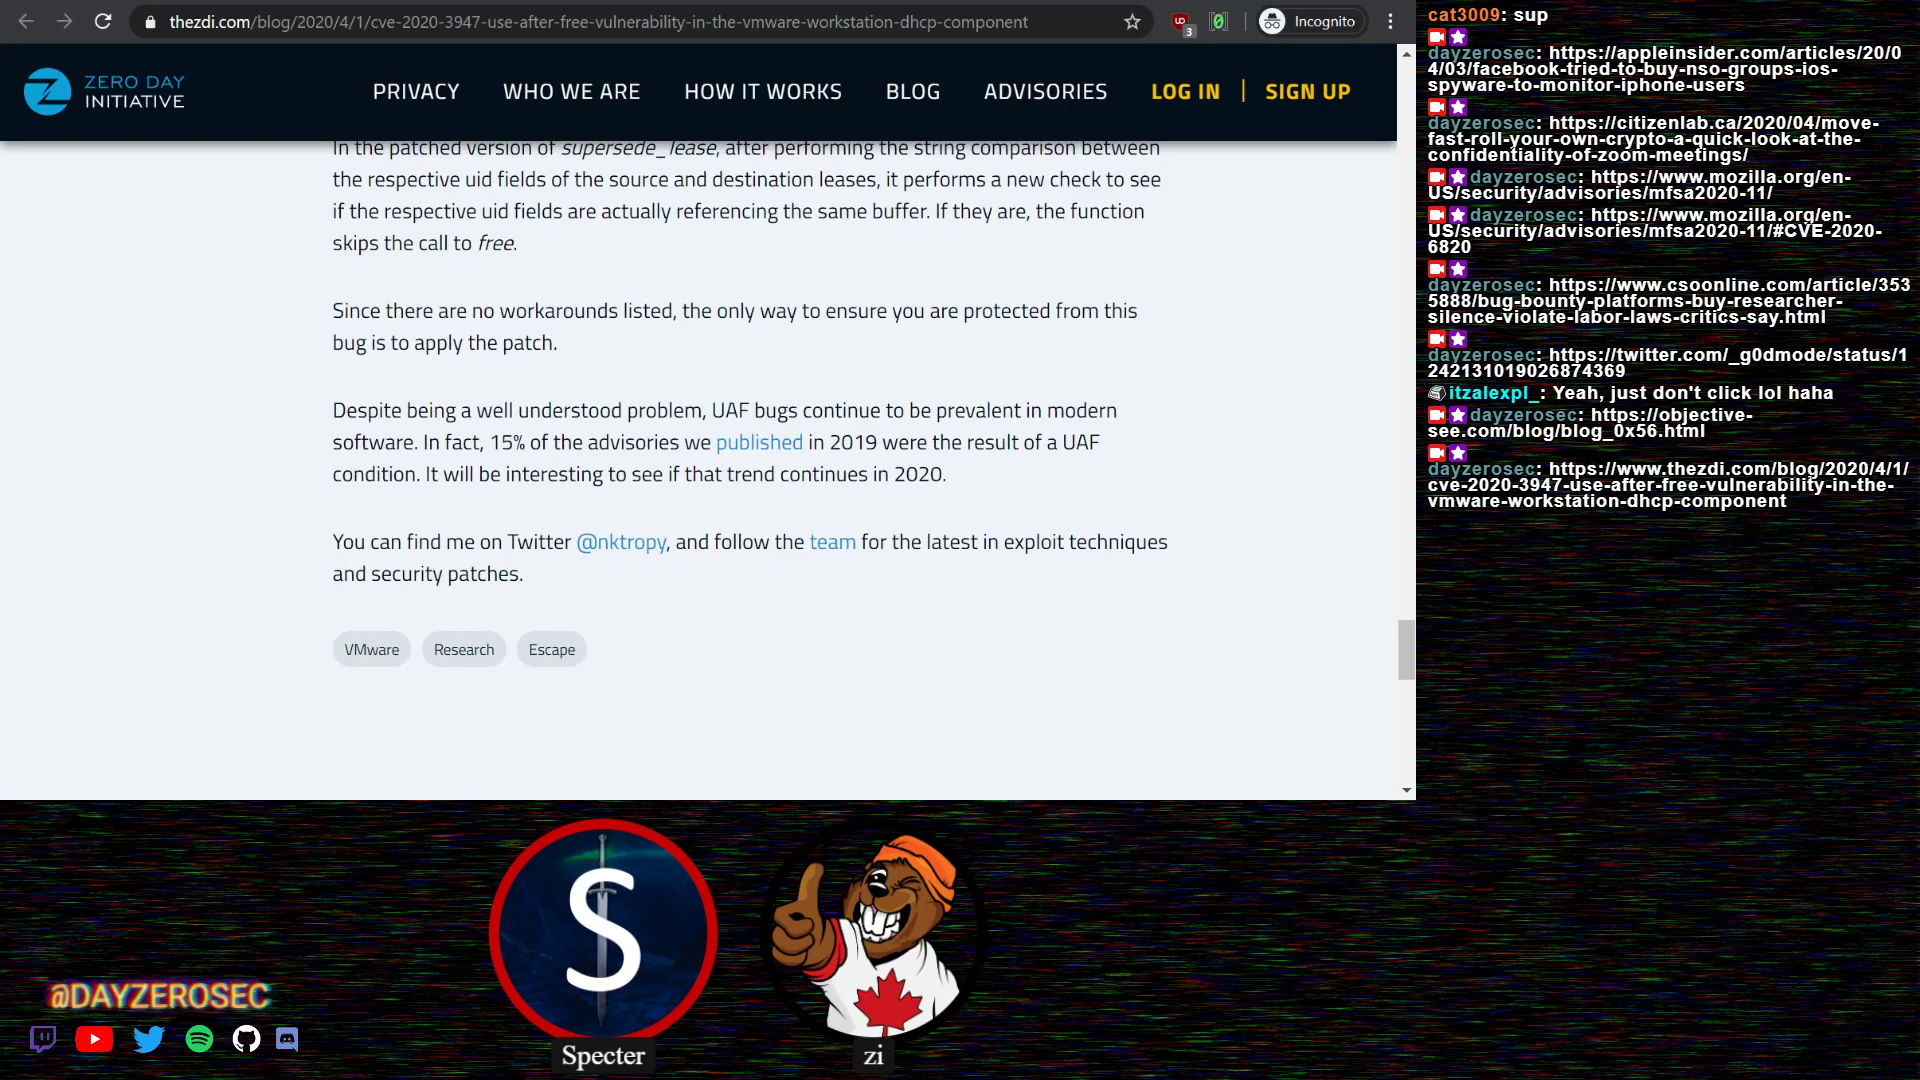 thezdi.com/blog/2020/4/1/cve-2020-3947-use-after-free-vulnerability-in-the-vmware-workstation-dhcp-component
3
Incognito
ZERO DAY
INITIATIVE
PRIVACY WHO WE ARE HOW IT WORKS BLOG ADVISORIES LOG IN | SIGN UP
In the patched version of supersede_lease, after performing the string comparison between
the respective uid fields of the source and destination leases, it performs a new check to see
if the respective uid fields are actually referencing the same buffer. If they are, the function
skips the call to free.
Since there are no workarounds listed, the only way to ensure you are protected from this
bug is to apply the patch.
Despite being a well understood problem, UAF bugs continue to be prevalent in modern
software. In fact, 15% of the advisories we published in 2019 were the result of a UAF
condition. It will be interesting to see if that trend continues in 2020.
You can find me on Twitter @nktropy, and follow the team for the latest in exploit techniques
and security patches.
VMware Research Escape
cat3009: sup
dayzerosec: https://appleinsider.com/articles/20/0
4/03/facebook-tried-to-buy-nso-groups-ios-
spyware-to-monitor-iphone-users
dayzerosec: https://citizenlab.ca/2020/04/move-
fast-roll-your-own-crypto-a-quick-look-at-the-
confidentiality-of-zoom-meetings/
dayzerosec: https://www.mozilla.org/en-
US/security/advisories/mfsa2020-11/
dayzerosec: https://www.mozilla.org/en-
US/security/advisories/mfsa2020-11/#CVE-2020-
6820
dayzerosec: https://www.csoonline.com/article/353
5888/bug-bounty-platforms-buy-researcher-
silence-violate-labor-laws-critics-say.html
dayzerosec: https://twitter.com/_g0dmode/status/1
242131019026874369
itzalexpl_: Yeah, just don't click lol haha
dayzerosec: https://objective-
see.com/blog/blog_0x56.html
dayzerosec: https://www.thezdi.com/blog/2020/4/1/
cve-2020-3947-use-after-free-vulnerability-in-the-
vmware-workstation-dhcp-component
@DAYZEROSEC
S
Specter
zi